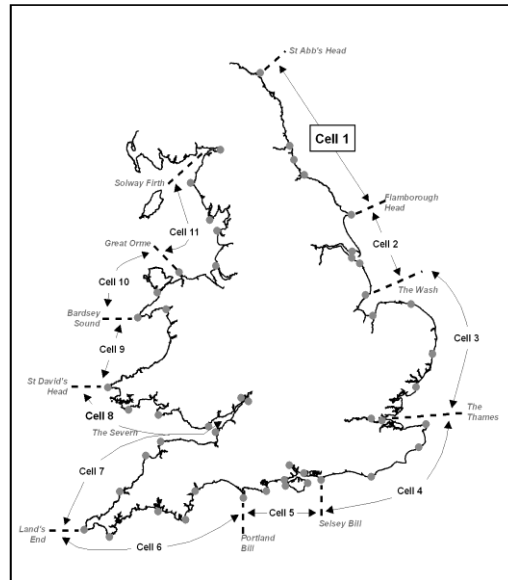 St Abb's Head
Cell 1
Solway Firth
Flamborough
Head
Cell 11
Great Orme
Cell 2
Cell 10
The Wash
Bardsey
Sound
Cell 3
Cell 9
St David's
Head
Cell 8
The Severn
The
Thames
Cell 7
Cell 4
Cell 5
Selsey Bill
Land's
End
Cell 6
Portland
Bill